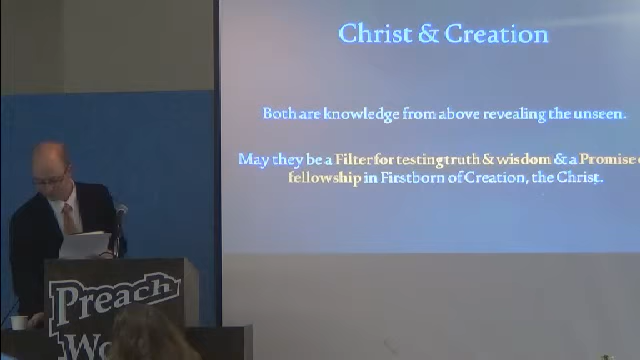 Christ & Creation
Both are knowledge from above revealing the unseen.
May they be a Filter for testing truth & wisdom & a Promise
fellowship in Firstborn of Creation, the Christ.
Preach